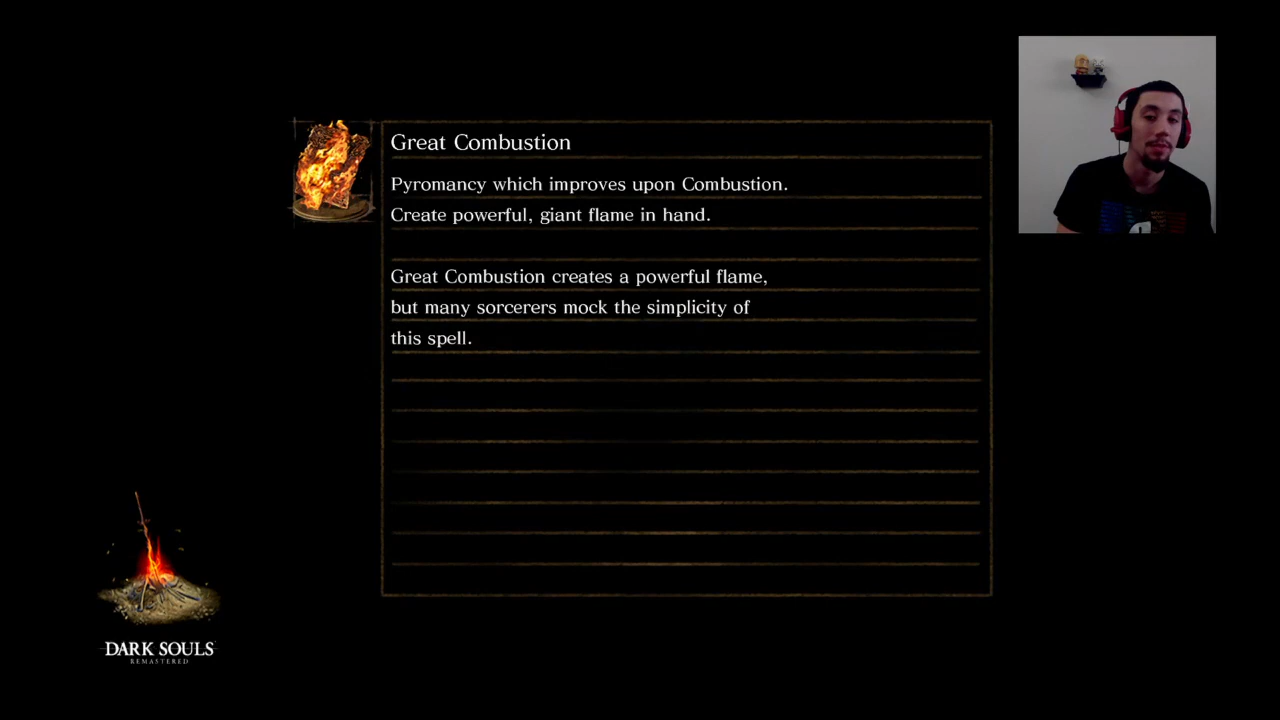 Great Combustion
Pyromancy which improves upon Combustion.
Create powerful, giant flame in hand.
Great Combustion creates a powerful flame,
but many sorcerers mock the simplicity of
this spell.
DARK SOULS
REMASTERED